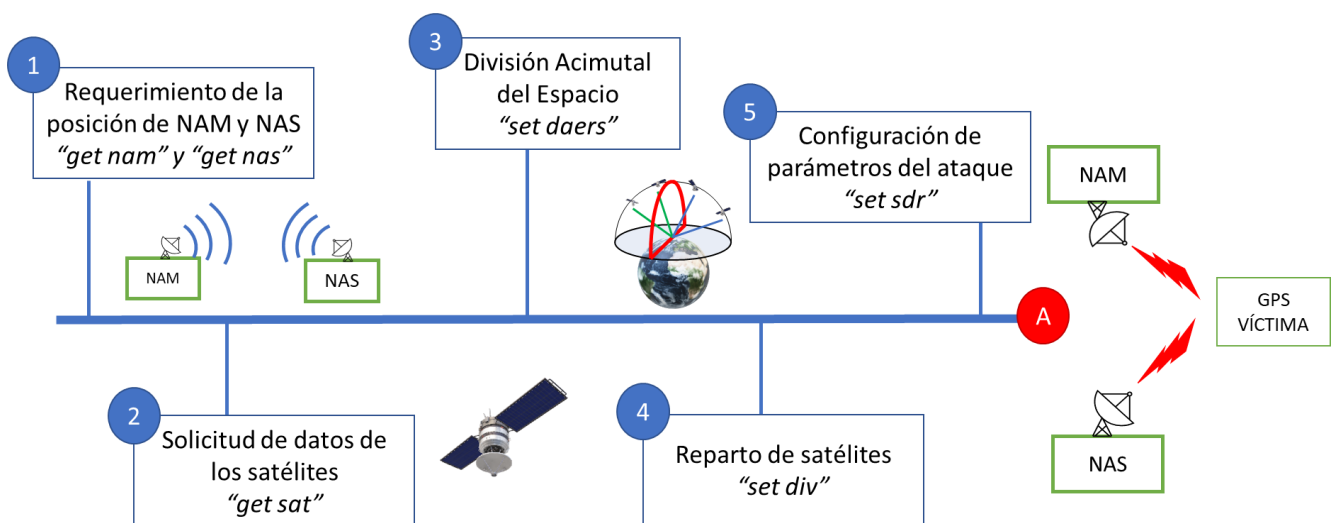 1
Requerimiento de la
posición de NAM y NAS
“get nam” y “get nas”
NAM
NAS
2
Solicitud de datos de
los satélites
“get sat”
3
División Acimutal
del Espacio
“set daers”
4
Reparto de satélites
“set div”
5
Configuración de
parámetros del ataque
“set sdr”
A
NAM
GPS
VÍCTIMA
NAS